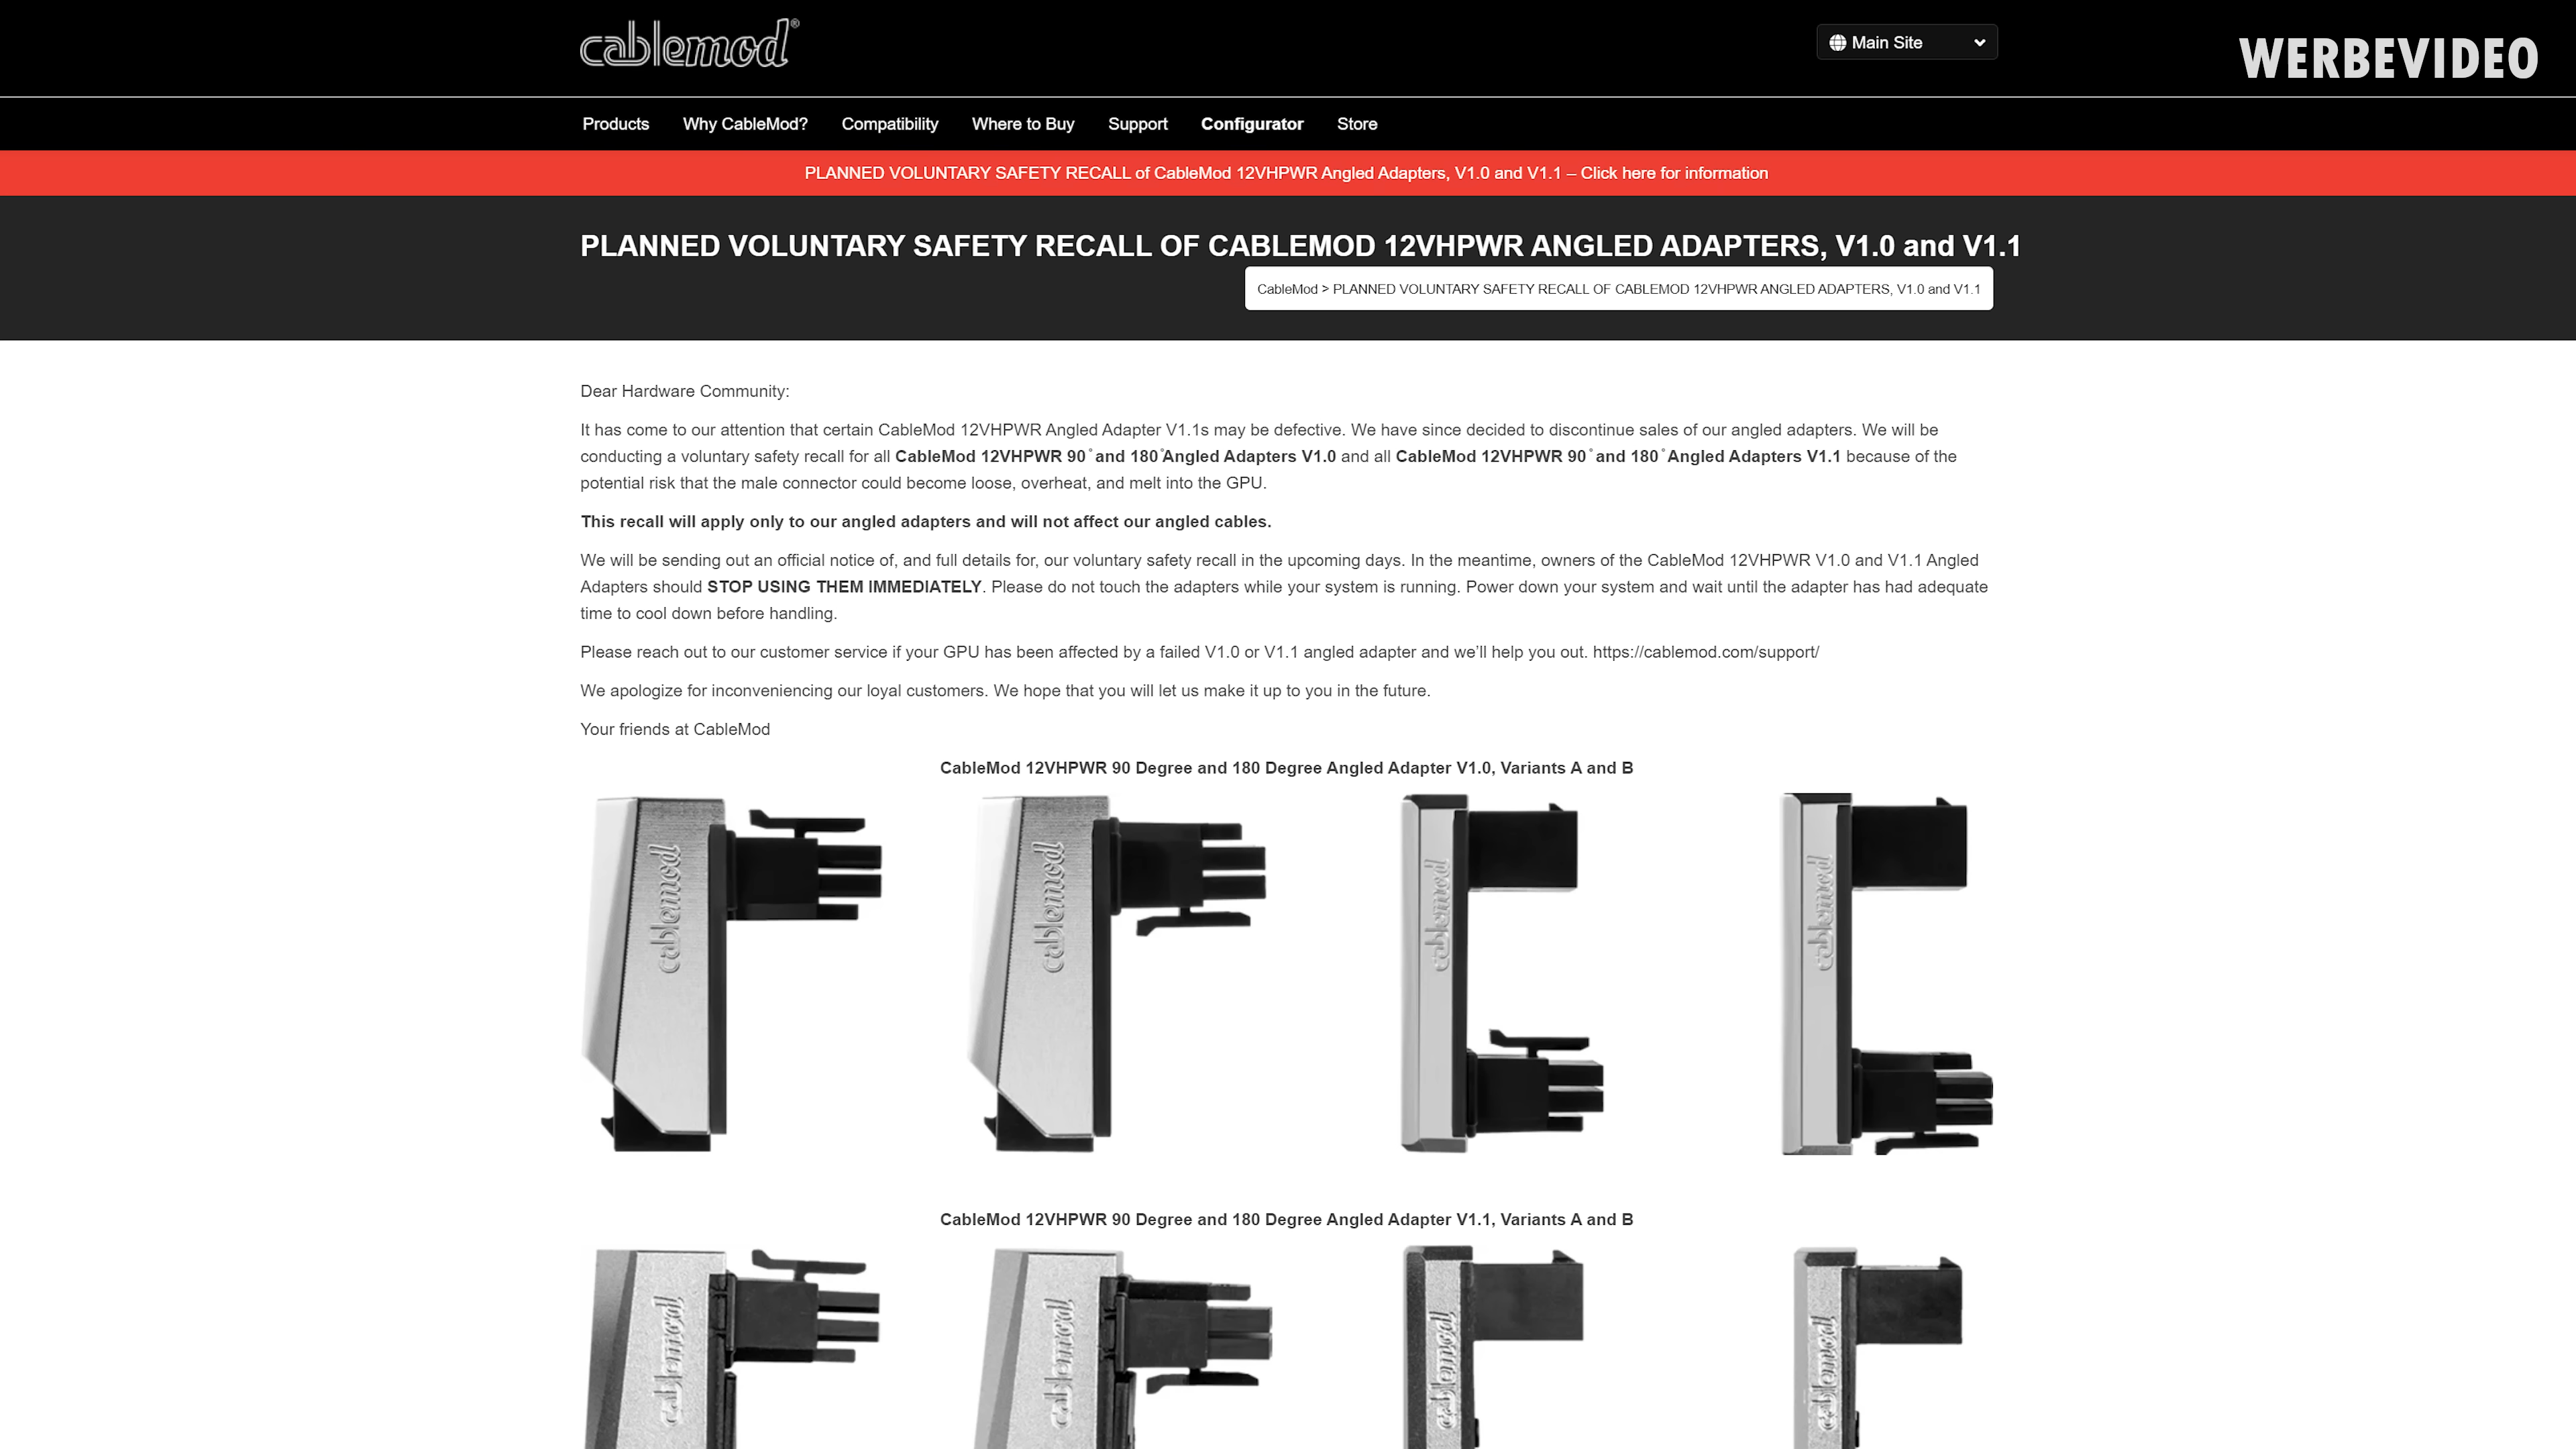 cablemod®
Main Site
WERBEVIDEO
Products Why CableMod? Compatibility Where to Buy Support Configurator Store
PLANNED VOLUNTARY SAFETY RECALL of CableMod 12VHPWR Angled Adapters, V1.0 and V1.1 – Click here for information
PLANNED VOLUNTARY SAFETY RECALL OF CABLEMOD 12VHPWR ANGLED ADAPTERS, V1.0 and V1.1
CableMod > PLANNED VOLUNTARY SAFETY RECALL OF CABLEMOD 12VHPWR ANGLED ADAPTERS, V1.0 and V1.1
Dear Hardware Community:
It has come to our attention that certain CableMod 12VHPWR Angled Adapter V1.1s may be defective. We have since decided to discontinue sales of our angled adapters. We will be
conducting a voluntary safety recall for all CableMod 12VHPWR 90˚and 180˚Angled Adapters V1.0 and all CableMod 12VHPWR 90˚and 180˚Angled Adapters V1.1 because of the
potential risk that the male connector could become loose, overheat, and melt into the GPU.
This recall will apply only to our angled adapters and will not affect our angled cables.
We will be sending out an official notice of, and full details for, our voluntary safety recall in the upcoming days. In the meantime, owners of the CableMod 12VHPWR V1.0 and V1.1 Angled
Adapters should STOP USING THEM IMMEDIATELY. Please do not touch the adapters while your system is running. Power down your system and wait until the adapter has had adequate
time to cool down before handling.
Please reach out to our customer service if your GPU has been affected by a failed V1.0 or V1.1 angled adapter and we’ll help you out. https://cablemod.com/support/
We apologize for inconveniencing our loyal customers. We hope that you will let us make it up to you in the future.
Your friends at CableMod
CableMod 12VHPWR 90 Degree and 180 Degree Angled Adapter V1.0, Variants A and B
cablemod cablemod cablemod cablemod
CableMod 12VHPWR 90 Degree and 180 Degree Angled Adapter V1.1, Variants A and B
cablemod cablemod cablemod cablemod